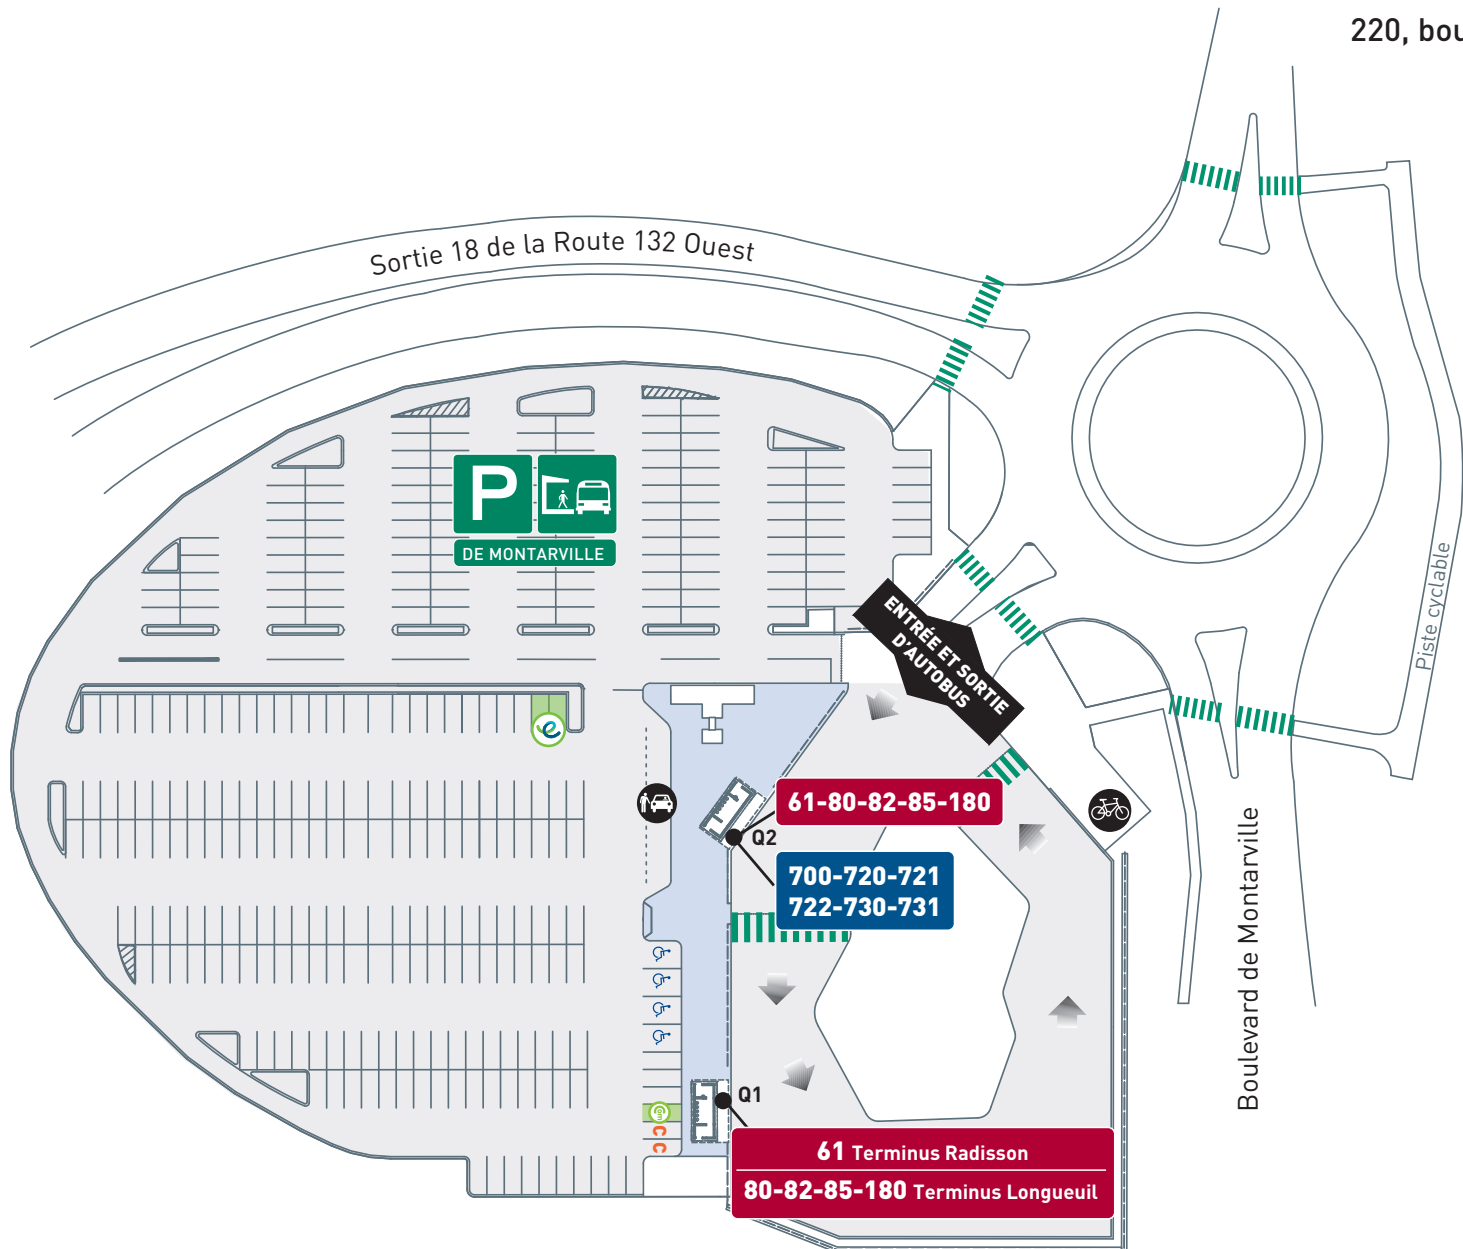 220, bou
Sortie 18 de la Route 132 Ouest
P
DE MONTARVILLE
ENTRÉE ET SORTIE
D'AUTOBUS
Piste cyclable
e
61-80-82-85-180
Q2
700-720-721
722-730-731
Boulevard de Montarville
Q1
C
C
61 Terminus Radisson
80-82-85-180 Terminus Longueuil